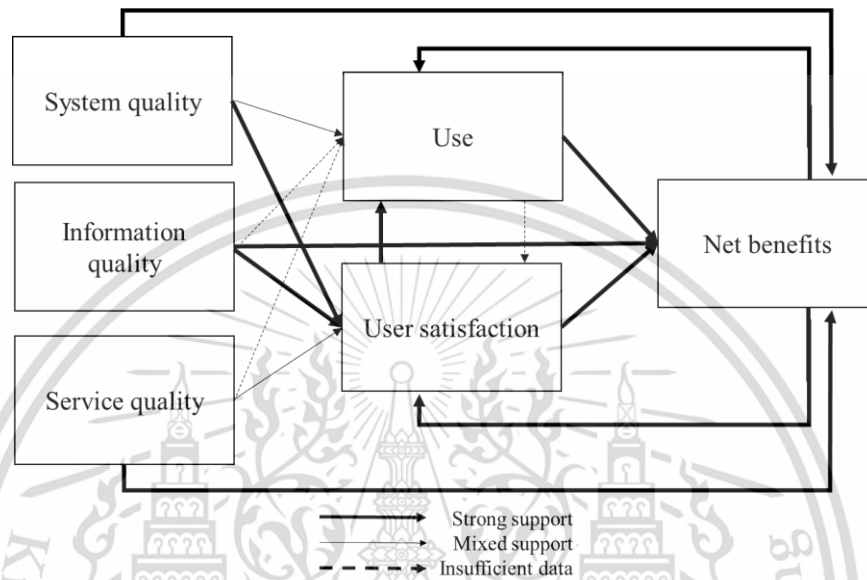 System quality
Use
Information
quality
Net benefits
User satisfaction
Service quality
Strong support
Mixed support
Insufficient data